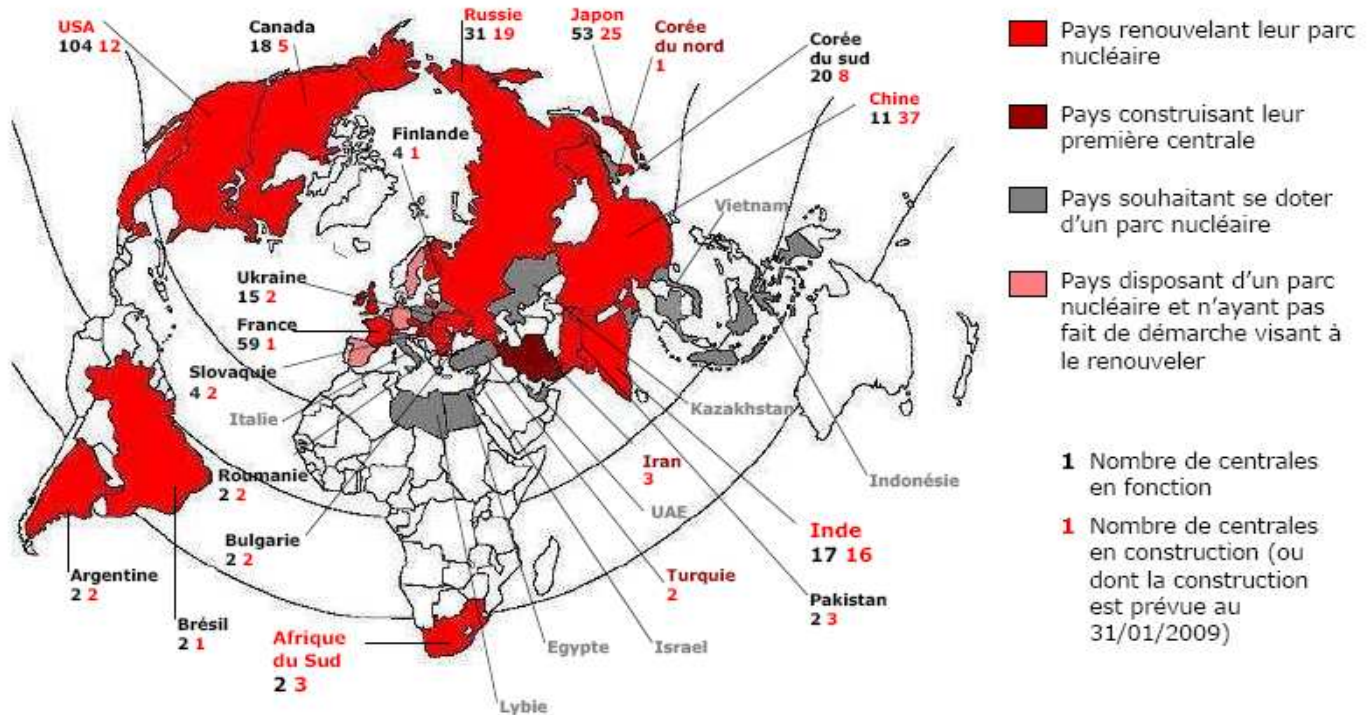 USA
104 12
Canada
18 5
Russie
31 19
Japon
53 25
Corée
du nord
1
Corée
du sud
20 8
Chine
11 37
Finlande
4 1
Vietnam
Ukraine
15 2
France
59 1
Slovaquie
4 2
Italie
Kazakhstan
Roumanie
2 2
Iran
3
Indonésie
UAE
Bulgarie
2 2
Inde
17 16
Argentine
2 2
Turquie
2
Pakistan
2 3
Brésil
2 1
Afrique
du Sud
2 3
Egypte
Israel
Lybie
Pays renouvelant leur parc
nucléaire
Pays construisant leur
première centrale
Pays souhaitant se doter
d'un parc nucléaire
Pays disposant d'un parc
nucléaire et n'ayant pas
fait de démarche visant à
le renouveler
1 Nombre de centrales
en fonction
1 Nombre de centrales
en construction (ou
dont la construction
est prévue au
31/01/2009)